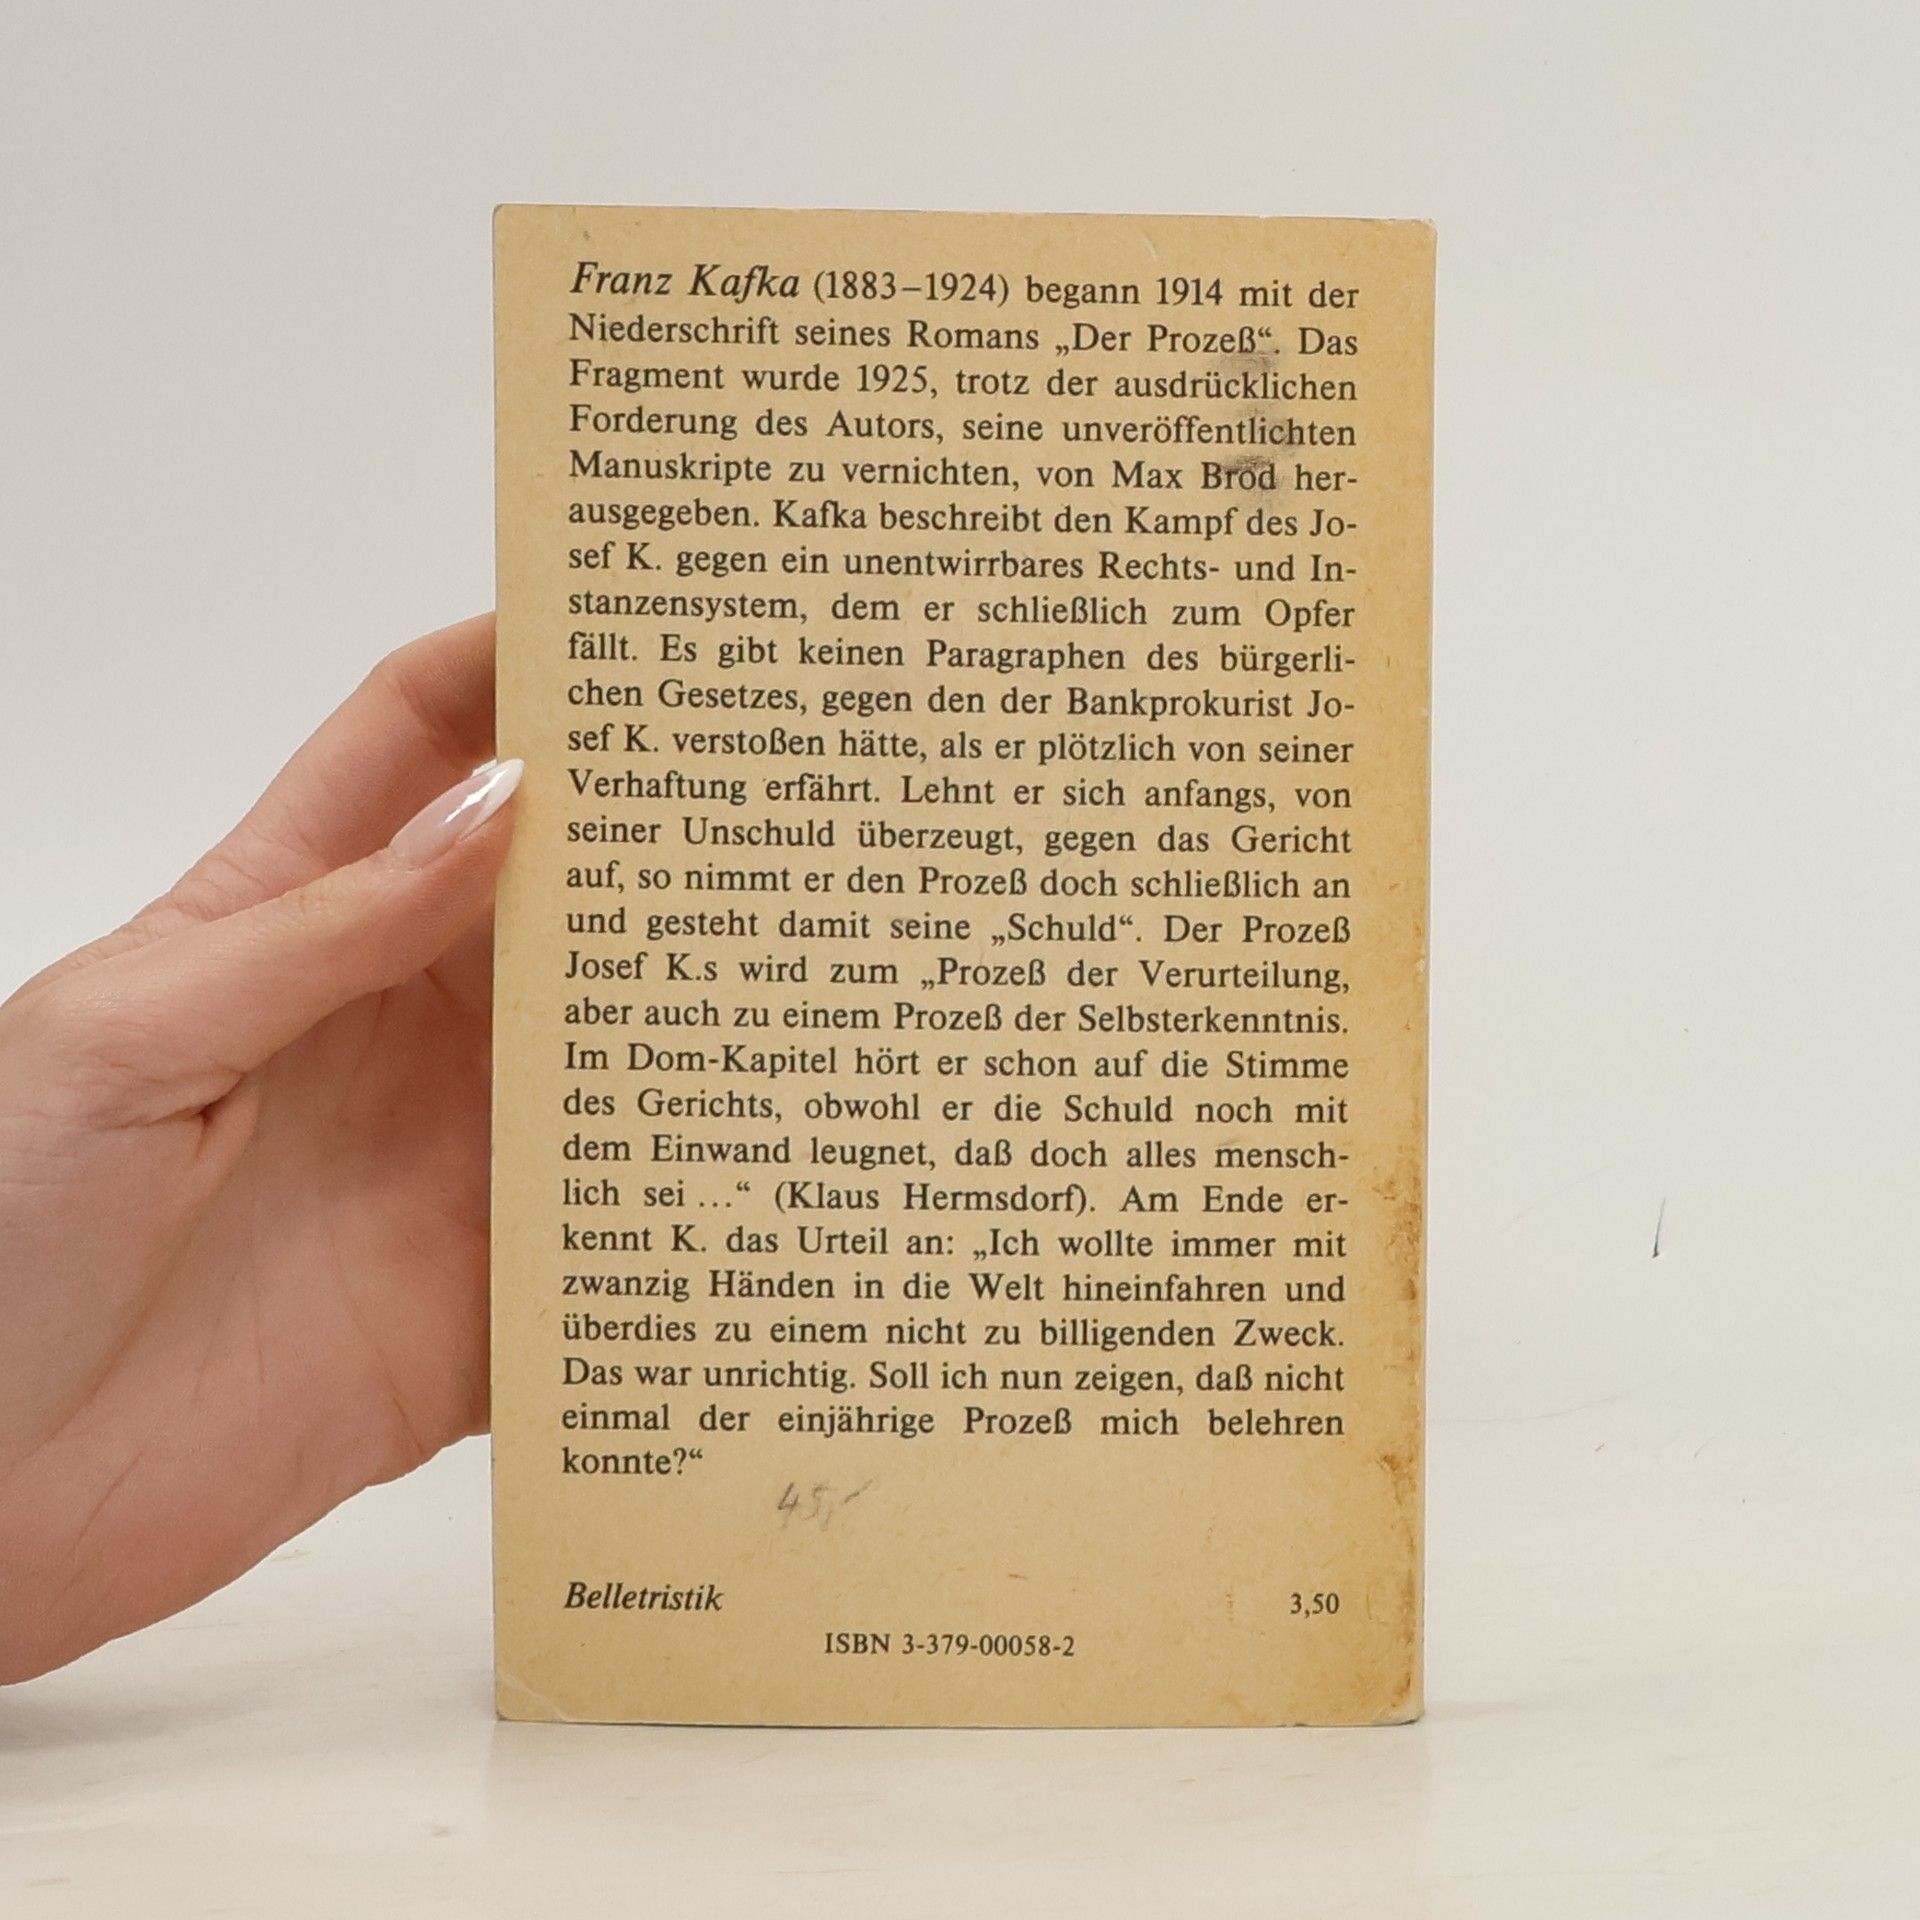 Franz Kafka (1883–1924) begann 1914 mit der
Niederschrift seines Romans „Der Prozeß“. Das
Fragment wurde 1925, trotz der ausdrücklichen
Forderung des Autors, seine unveröffentlichten
Manuskripte zu vernichten, von Max Brod her-
ausgegeben. Kafka beschreibt den Kampf des Jo-
sef K. gegen ein unentwirrbares Rechts- und In-
stanzensystem, dem er schließlich zum Opfer
fällt. Es gibt keinen Paragraphen des bürgerli-
chen Gesetzes, gegen den der Bankprokurist Jo-
sef K. verstoßen hätte, als er plötzlich von seiner
Verhaftung erfährt. Lehnt er sich anfangs, von
seiner Unschuld überzeugt, gegen das Gericht
auf, so nimmt er den Prozeß doch schließlich an
und gesteht damit seine „Schuld“. Der Prozeß
Josef K.s wird zum „Prozeß der Verurteilung,
aber auch zu einem Prozeß der Selbsterkenntnis.
Im Dom-Kapitel hört er schon auf die Stimme
des Gerichts, obwohl er die Schuld noch mit
dem Einwand leugnet, daß doch alles mensch-
lich sei ...“ (Klaus Hermsdorf). Am Ende er-
kennt K. das Urteil an: „Ich wollte immer mit
zwanzig Händen in die Welt hineinfahren und
überdies zu einem nicht zu billigenden Zweck.
Das war unrichtig. Soll ich nun zeigen, daß nicht
einmal der einjährige Prozeß mich belehren
konnte?“
45,-
Belletristik 3,50
ISBN 3-379-00058-2